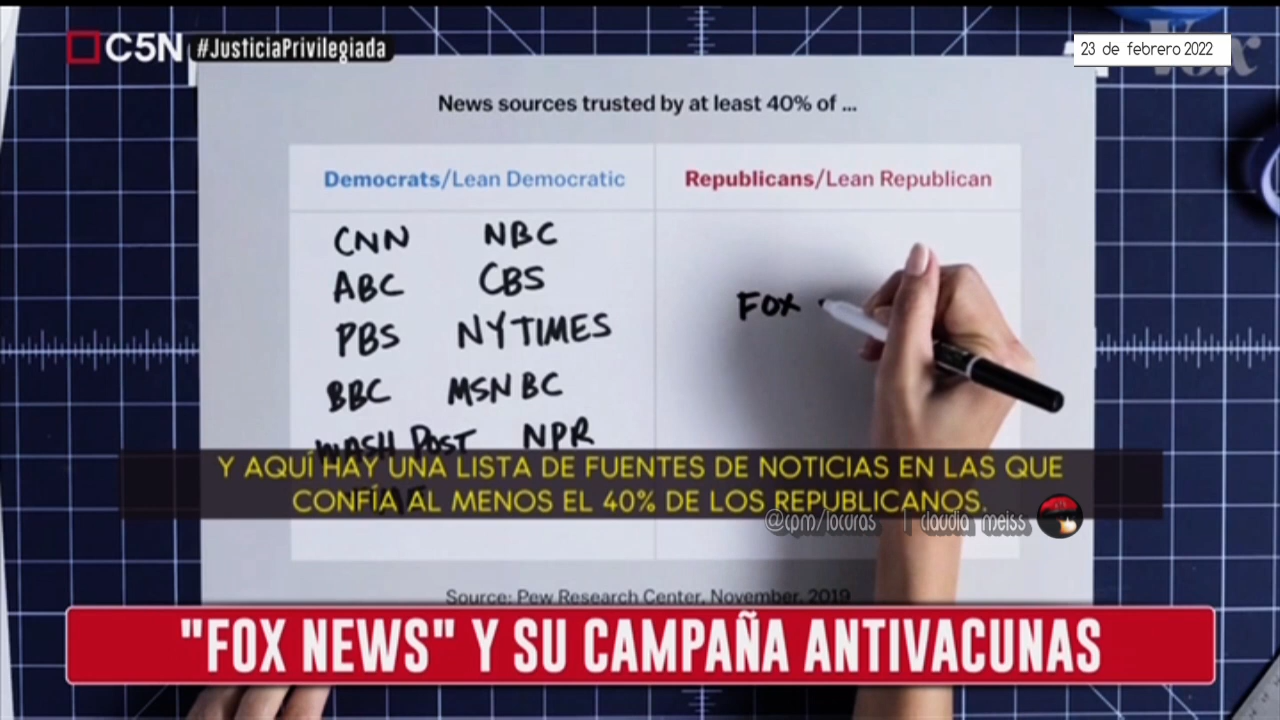 C5N #JusticiaPrivilegiada
23 de febrero 2022
Vox
News sources trusted by at least 40% of ...
Democrats/Lean Democratic
Republicans/Lean Republican
CNN NBC
ABC CBS
PBS NYTIMES
BBC MSNBC
WASH POST NPR
FOX
Y AQUÍ HAY UNA LISTA DE FUENTES DE NOTICIAS EN LAS QUE
CONFÍA AL MENOS EL 40% DE LOS REPUBLICANOS.
@cpm/locuras | claudia meiss
Source: Pew Research Center, November, 2019
"FOX NEWS" Y SU CAMPAÑA ANTIVACUNAS